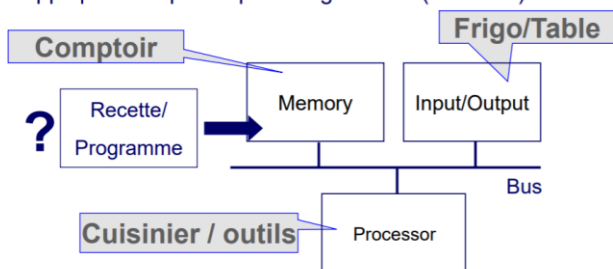 Frigo/Table
Comptoir
Memory
Input/Output
?
Recette/
Programme
Bus
Cuisinier / outils
Processor